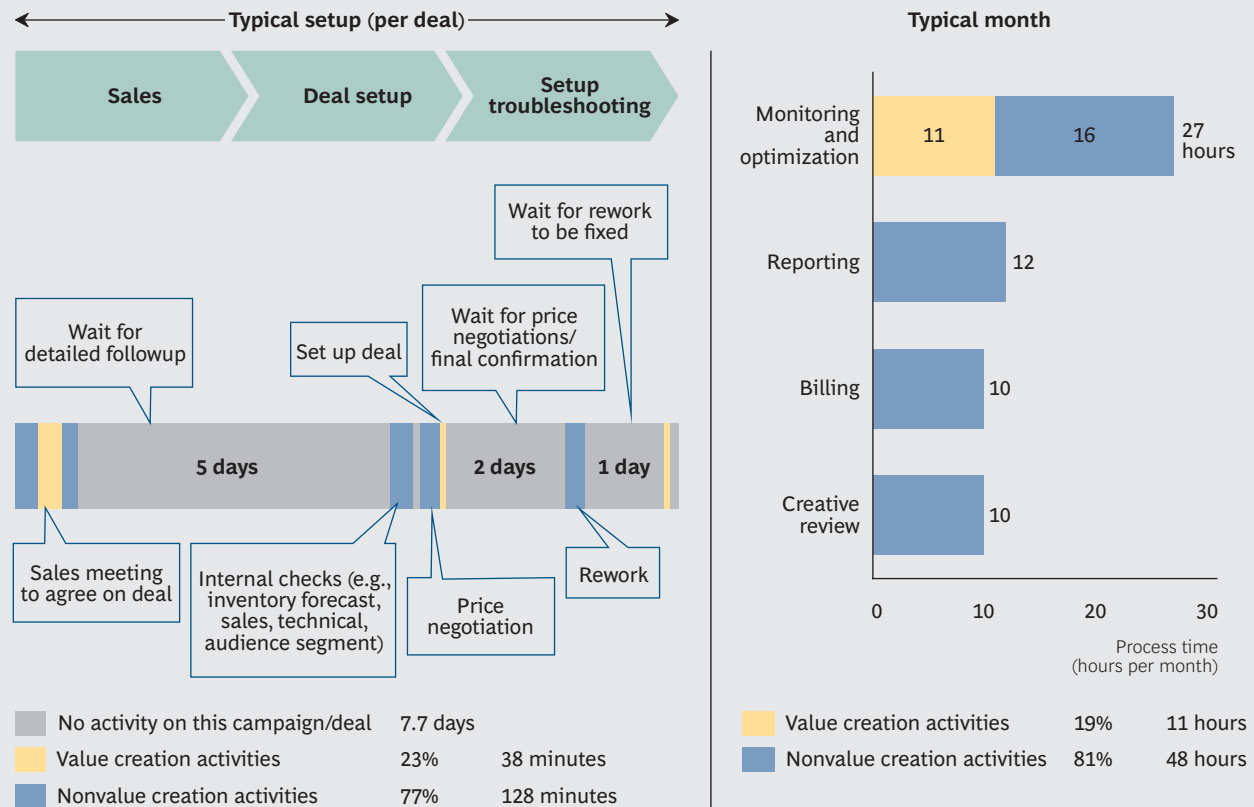 Typical setup (per deal)
Sales
Deal setup
Setup
troubleshooting
Wait for rework
to be fixed
Wait for
detailed followup
Set up deal
Wait for price
negotiations/
final confirmation
5 days
2 days
1 day
Sales meeting
to agree on deal
Internal checks (e.g.,
inventory forecast,
sales, technical,
audience segment)
Price
negotiation
Rework
No activity on this campaign/deal 7.7 days
Value creation activities 23% 38 minutes
Nonvalue creation activities 77% 128 minutes
Typical month
Monitoring
and
optimization
11
16
27
hours
Reporting
12
Billing
10
Creative
review
10
0 10 20 30
Process time
(hours per month)
Value creation activities 19% 11 hours
Nonvalue creation activities 81% 48 hours